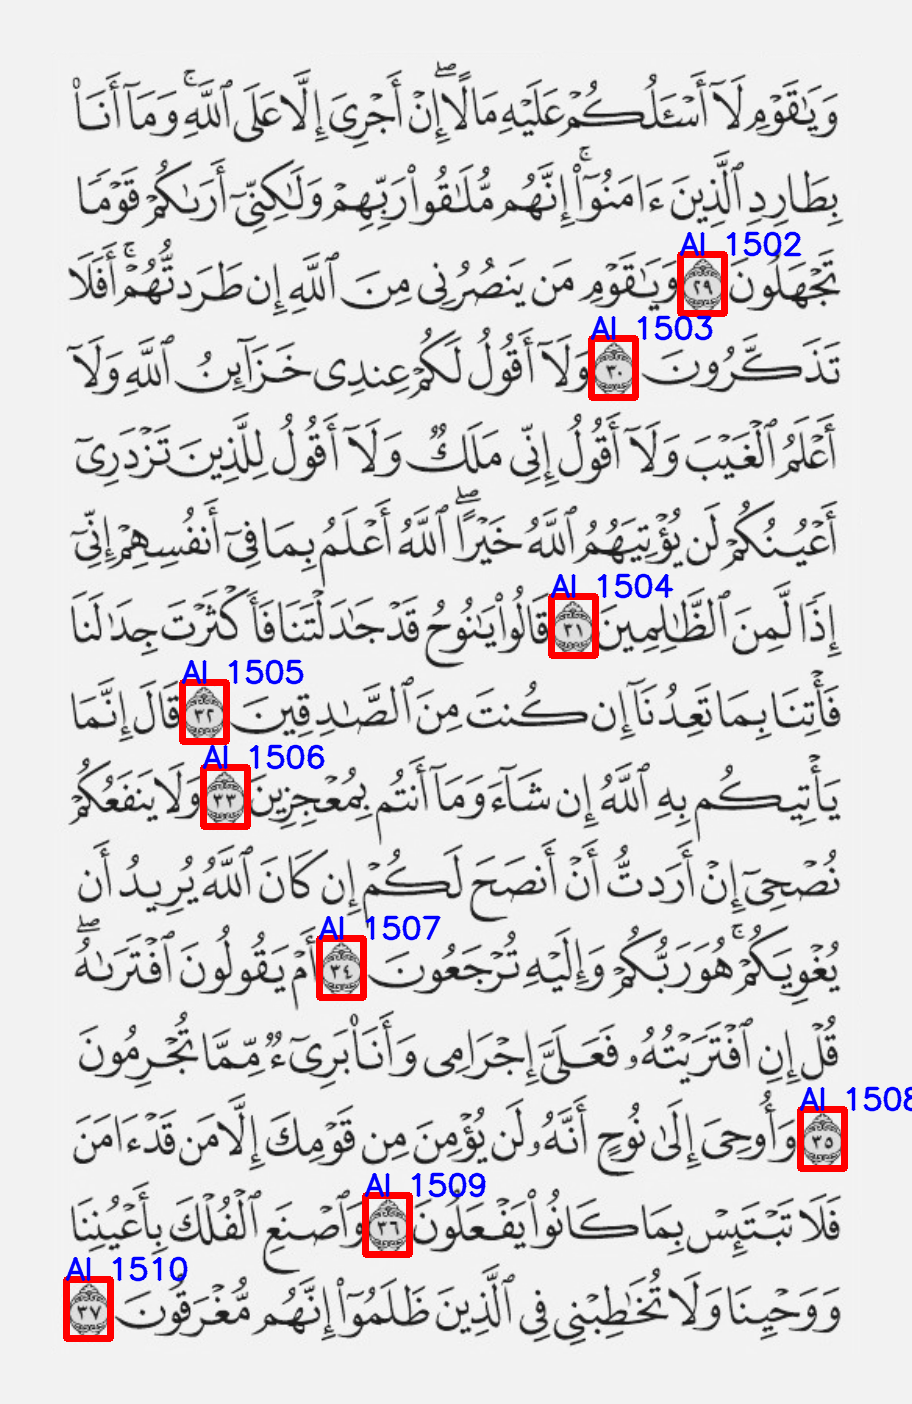 وَيَٰقَوْمِ لَآ أَسْـَٔلُكُمْ عَلَيْهِ مَالًا ۖ إِنْ أَجْرِىَ إِلَّا عَلَى ٱللَّهِ ۚ وَمَآ أَنَا۠
بِطَارِدِ ٱلَّذِينَ ءَامَنُوٓا۟ ۚ إِنَّهُم مُّلَٰقُوا۟ رَبِّهِمْ وَلَٰكِنِّىٓ أَرَىٰكُمْ قَوْمًا
AI 1502
تَجْهَلُونَ ٢٩ وَيَٰقَوْمِ مَن يَنصُرُنِى مِنَ ٱللَّهِ إِن طَرَدتُّهُمْ ۚ أَفَلَا
AI 1503
تَذَكَّرُونَ ٣٠ وَلَآ أَقُولُ لَكُمْ عِندِى خَزَآئِنُ ٱللَّهِ وَلَآ
أَعْلَمُ ٱلْغَيْبَ وَلَآ أَقُولُ إِنِّى مَلَكٌ وَلَآ أَقُولُ لِلَّذِينَ تَزْدَرِىٓ
أَعْيُنُكُمْ لَن يُؤْتِيَهُمُ ٱللَّهُ خَيْرًا ۖ ٱللَّهُ أَعْلَمُ بِمَا فِىٓ أَنفُسِهِمْ إِنِّىٓ
AI 1504
إِذًا لَّمِنَ ٱلظَّٰلِمِينَ ٣١ قَالُوا۟ يَٰنُوحُ قَدْ جَٰدَلْتَنَا فَأَكْثَرْتَ جِدَٰلَنَا
AI 1505
فَأْتِنَا بِمَا تَعِدُنَآ إِن كُنتَ مِنَ ٱلصَّٰدِقِينَ ٣٢ قَالَ إِنَّمَا
AI 1506
يَأْتِيكُم بِهِ ٱللَّهُ إِن شَآءَ وَمَآ أَنتُم بِمُعْجِزِينَ ٣٣ وَلَا يَنفَعُكُمْ
نُصْحِىٓ إِنْ أَرَدتُّ أَنْ أَنصَحَ لَكُمْ إِن كَانَ ٱللَّهُ يُرِيدُ أَن
AI 1507
يُغْوِيَكُمْ ۚ هُوَ رَبُّكُمْ وَإِلَيْهِ تُرْجَعُونَ ٣٤ أَمْ يَقُولُونَ ٱفْتَرَىٰهُ ۖ
قُلْ إِنِ ٱفْتَرَيْتُهُۥ فَعَلَىَّ إِجْرَامِى وَأَنَا۠ بَرِىٓءٌ مِّمَّا تُجْرِمُونَ
AI 1508
٣٥ وَأُوحِىَ إِلَىٰ نُوحٍ أَنَّهُۥ لَن يُؤْمِنَ مِن قَوْمِكَ إِلَّا مَن قَدْ ءَامَنَ
AI 1509
فَلَا تَبْتَئِسْ بِمَا كَانُوا۟ يَفْعَلُونَ ٣٦ وَٱصْنَعِ ٱلْفُلْكَ بِأَعْيُنِنَا
AI 1510
وَوَحْيِنَا وَلَا تُخَٰطِبْنِى فِى ٱلَّذِينَ ظَلَمُوٓا۟ إِنَّهُم مُّغْرَقُونَ ٣٧